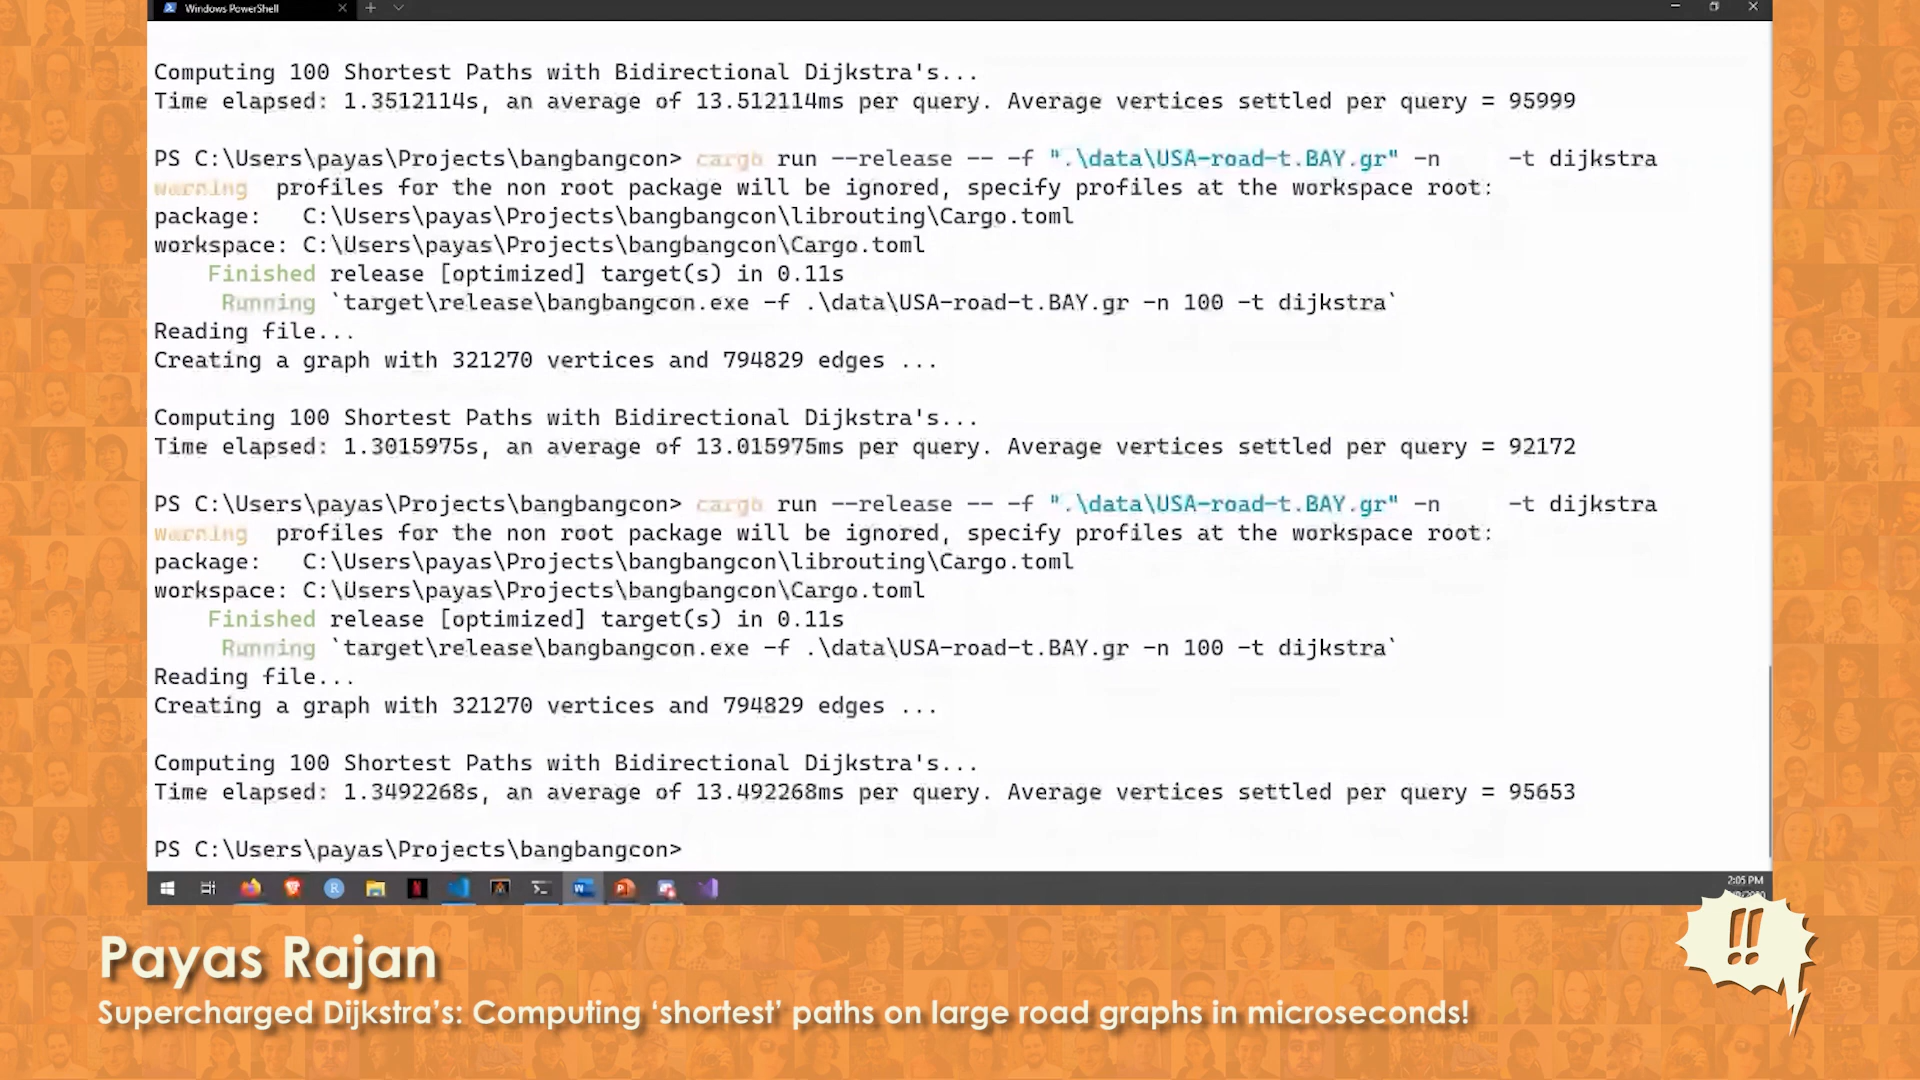 Windows PowerShell
Computing 100 Shortest Paths with Bidirectional Dijkstra's...
Time elapsed: 1.3512114s, an average of 13.512114ms per query. Average vertices settled per query = 95999
PS C:\Users\payas\Projects\bangbangcon> cargo run --release -- -f ".\data\USA-road-t.BAY.gr" -n -t dijkstra
warning profiles for the non root package will be ignored, specify profiles at the workspace root:
package: C:\Users\payas\Projects\bangbangcon\librouting\Cargo.toml
workspace: C:\Users\payas\Projects\bangbangcon\Cargo.toml
Finished release [optimized] target(s) in 0.11s
Running `target\release\bangbangcon.exe -f .\data\USA-road-t.BAY.gr -n 100 -t dijkstra`
Reading file...
Creating a graph with 321270 vertices and 794829 edges ...
Computing 100 Shortest Paths with Bidirectional Dijkstra's...
Time elapsed: 1.3015975s, an average of 13.015975ms per query. Average vertices settled per query = 92172
PS C:\Users\payas\Projects\bangbangcon> cargo run --release -- -f ".\data\USA-road-t.BAY.gr" -n -t dijkstra
warning profiles for the non root package will be ignored, specify profiles at the workspace root:
package: C:\Users\payas\Projects\bangbangcon\librouting\Cargo.toml
workspace: C:\Users\payas\Projects\bangbangcon\Cargo.toml
Finished release [optimized] target(s) in 0.11s
Running `target\release\bangbangcon.exe -f .\data\USA-road-t.BAY.gr -n 100 -t dijkstra`
Reading file...
Creating a graph with 321270 vertices and 794829 edges ...
Computing 100 Shortest Paths with Bidirectional Dijkstra's...
Time elapsed: 1.3492268s, an average of 13.492268ms per query. Average vertices settled per query = 95653
PS C:\Users\payas\Projects\bangbangcon>
2:05 PM
!!
Payas Rajan
Supercharged Dijkstra's: Computing ‘shortest’ paths on large road graphs in microseconds!